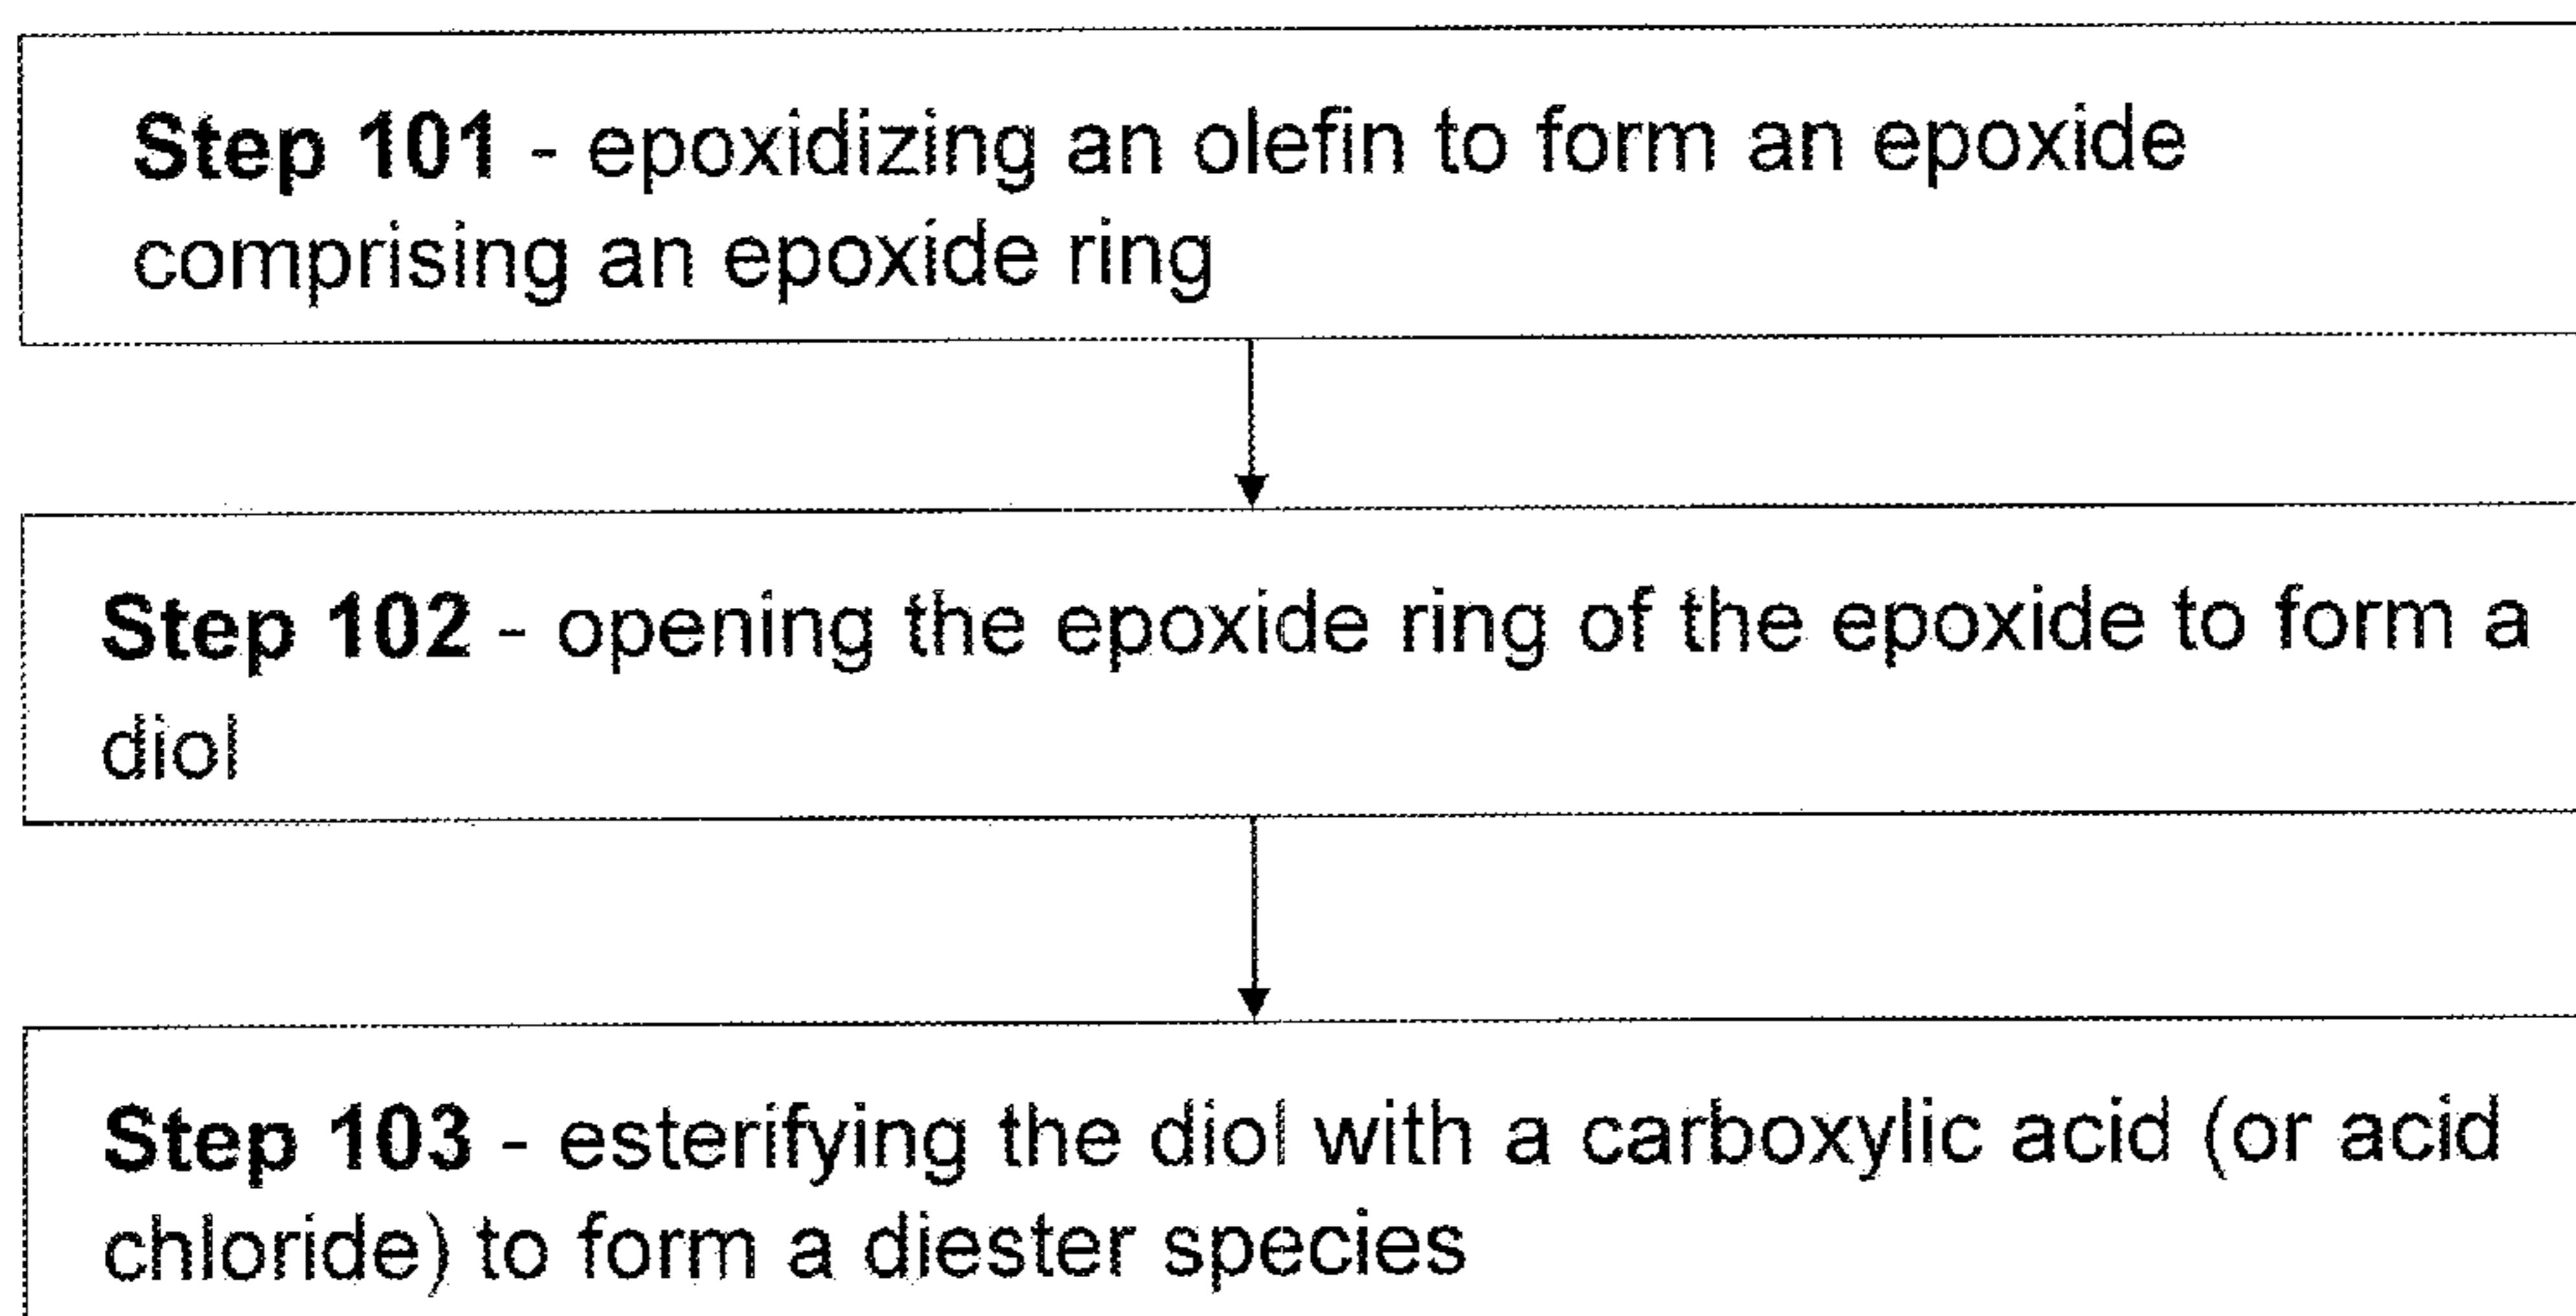 Step 101 - epoxidizing an olefin to form an epoxide
comprising an epoxide ring
Step 102 - opening the epoxide ring of the epoxide to form a
diol
Step 103 - esterifying the diol with a carboxylic acid (or acid
chloride) to form a diester species